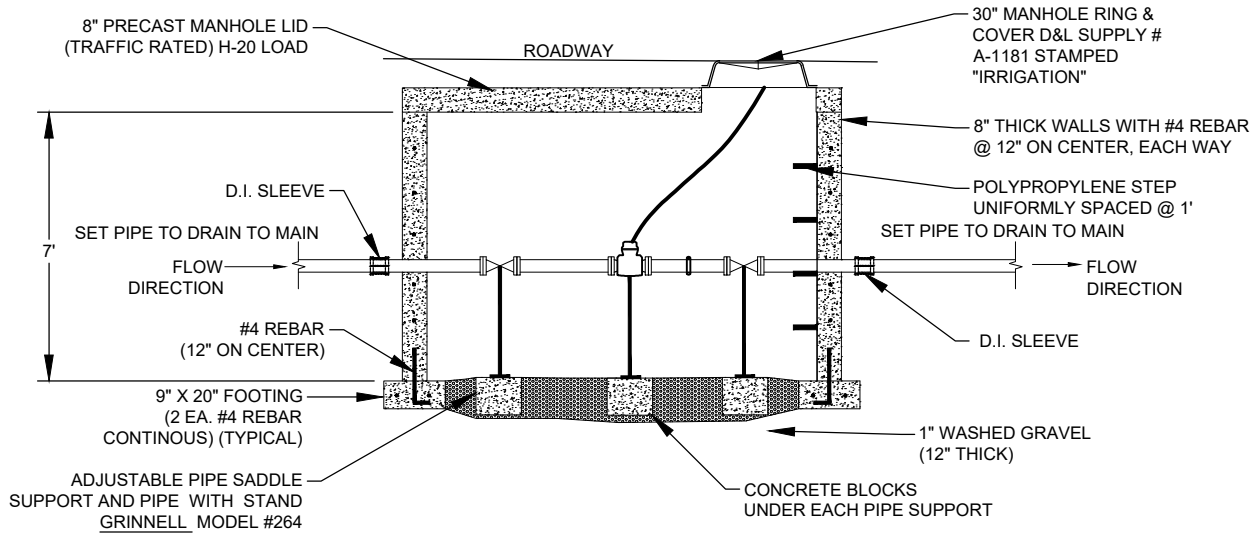 8" PRECAST MANHOLE LID
(TRAFFIC RATED) H-20 LOAD
ROADWAY
30" MANHOLE RING &
COVER D&L SUPPLY #
A-1181 STAMPED
"IRRIGATION"
8" THICK WALLS WITH #4 REBAR
@ 12" ON CENTER, EACH WAY
D.I. SLEEVE
POLYPROPYLENE STEP
UNIFORMLY SPACED @ 1'
SET PIPE TO DRAIN TO MAIN
SET PIPE TO DRAIN TO MAIN
7'
FLOW
DIRECTION
FLOW
DIRECTION
#4 REBAR
(12" ON CENTER)
D.I. SLEEVE
9" X 20" FOOTING
(2 EA. #4 REBAR
CONTINOUS) (TYPICAL)
1" WASHED GRAVEL
(12" THICK)
ADJUSTABLE PIPE SADDLE
SUPPORT AND PIPE WITH STAND
GRINNELL MODEL #264
CONCRETE BLOCKS
UNDER EACH PIPE SUPPORT